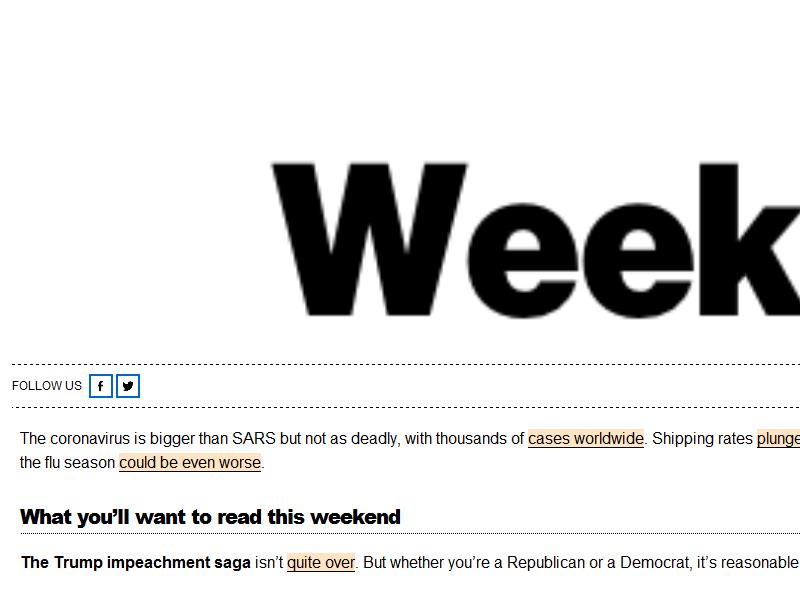 Week
FOLLOW US
The coronavirus is bigger than SARS but not as deadly, with thousands of cases worldwide. Shipping rates plunge
the flu season could be even worse.
What you’ll want to read this weekend
The Trump impeachment saga isn’t quite over. But whether you’re a Republican or a Democrat, it’s reasonable